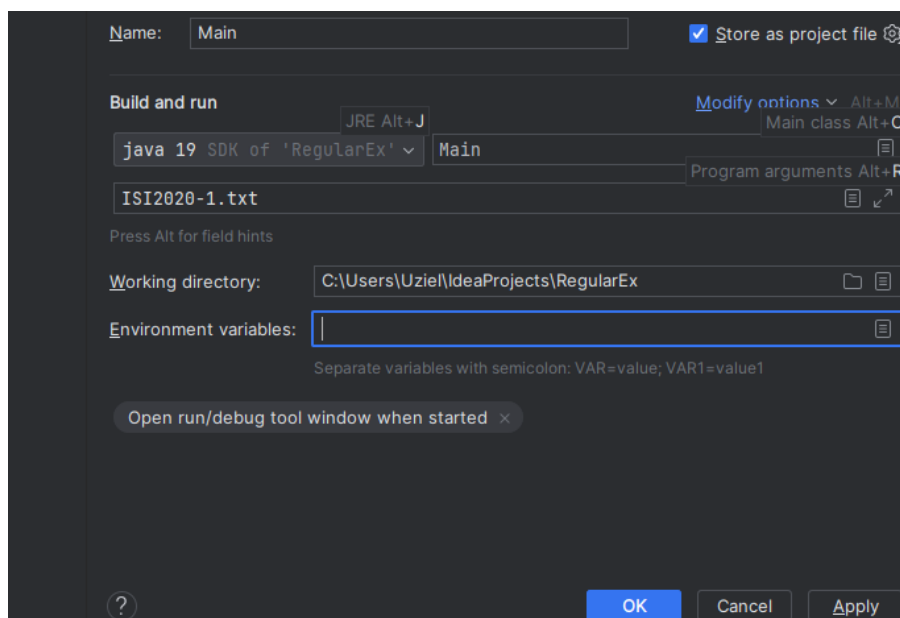 Name: Main Store as project file
Build and run Modify options Alt+M
JRE Alt+J Main class Alt+C
java 19 SDK of 'RegularEx' Main
Program arguments Alt+R
ISI2020-1.txt
Press Alt for field hints
Working directory: C:\Users\Uziel\IdeaProjects\RegularEx
Environment variables:
Separate variables with semicolon: VAR=value; VAR1=value1
Open run/debug tool window when started ×
? OK Cancel Apply